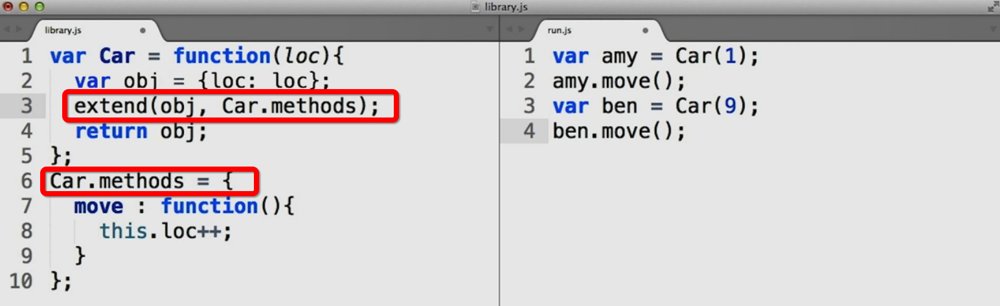 library.js
library.js
1 var Car = function(loc){
2 var obj = {loc: loc};
3 extend(obj, Car.methods);
4 return obj;
5 };
6 Car.methods = {
7 move : function(){
8 this.loc++;
9 }
10 };
run.js
1 var amy = Car(1);
2 amy.move();
3 var ben = Car(9);
4 ben.move();